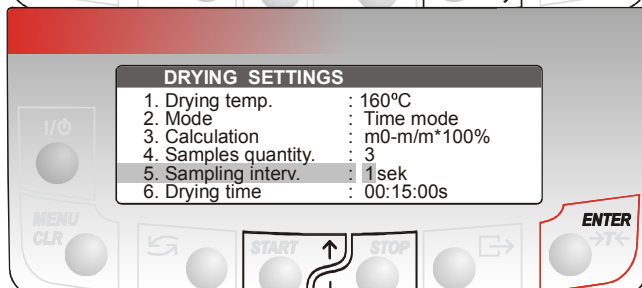 DRYING SETTINGS
1. Drying temp. : 160ºC
2. Mode : Time mode
3. Calculation : m0-m/m*100%
4. Samples quantity. : 3
5. Sampling interv. : 1sek
6. Drying time : 00:15:00s
I/⏻
MENU
CLR
START
STOP
ENTER
→T←